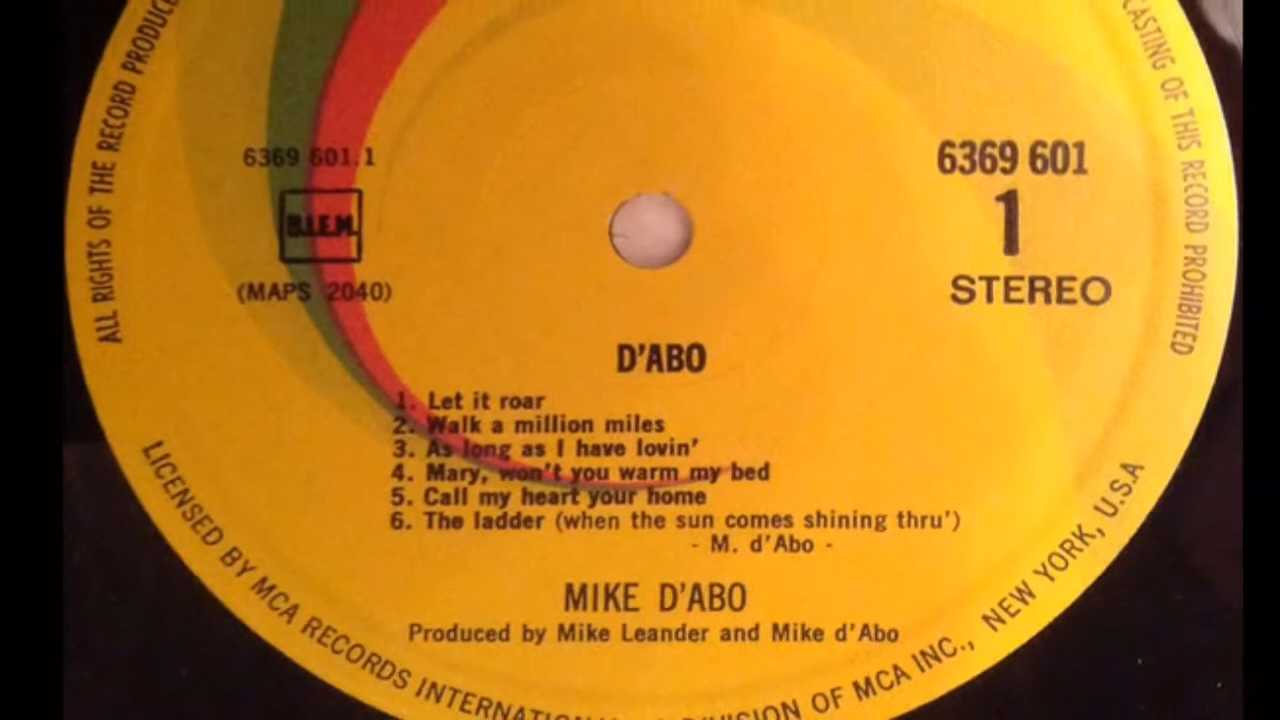 ALL RIGHTS OF THE RECORD PRODUC
CASTING OF THIS RECORD PROHIBITED
6369 601.1
B.I.E.M.
(MAPS 2040)
6369 601
1
STEREO
D'ABO
1. Let it roar
2. Walk a million miles
3. As long as I have lovin'
4. Mary, won't you warm my bed
5. Call my heart your home
6. The ladder (when the sun comes shining thru')
- M. d'Abo -
MIKE D'ABO
Produced by Mike Leander and Mike d'Abo
LICENSED BY MCA RECORDS INTERNATIONAL A DIVISION OF MCA INC., NEW YORK, U.S.A